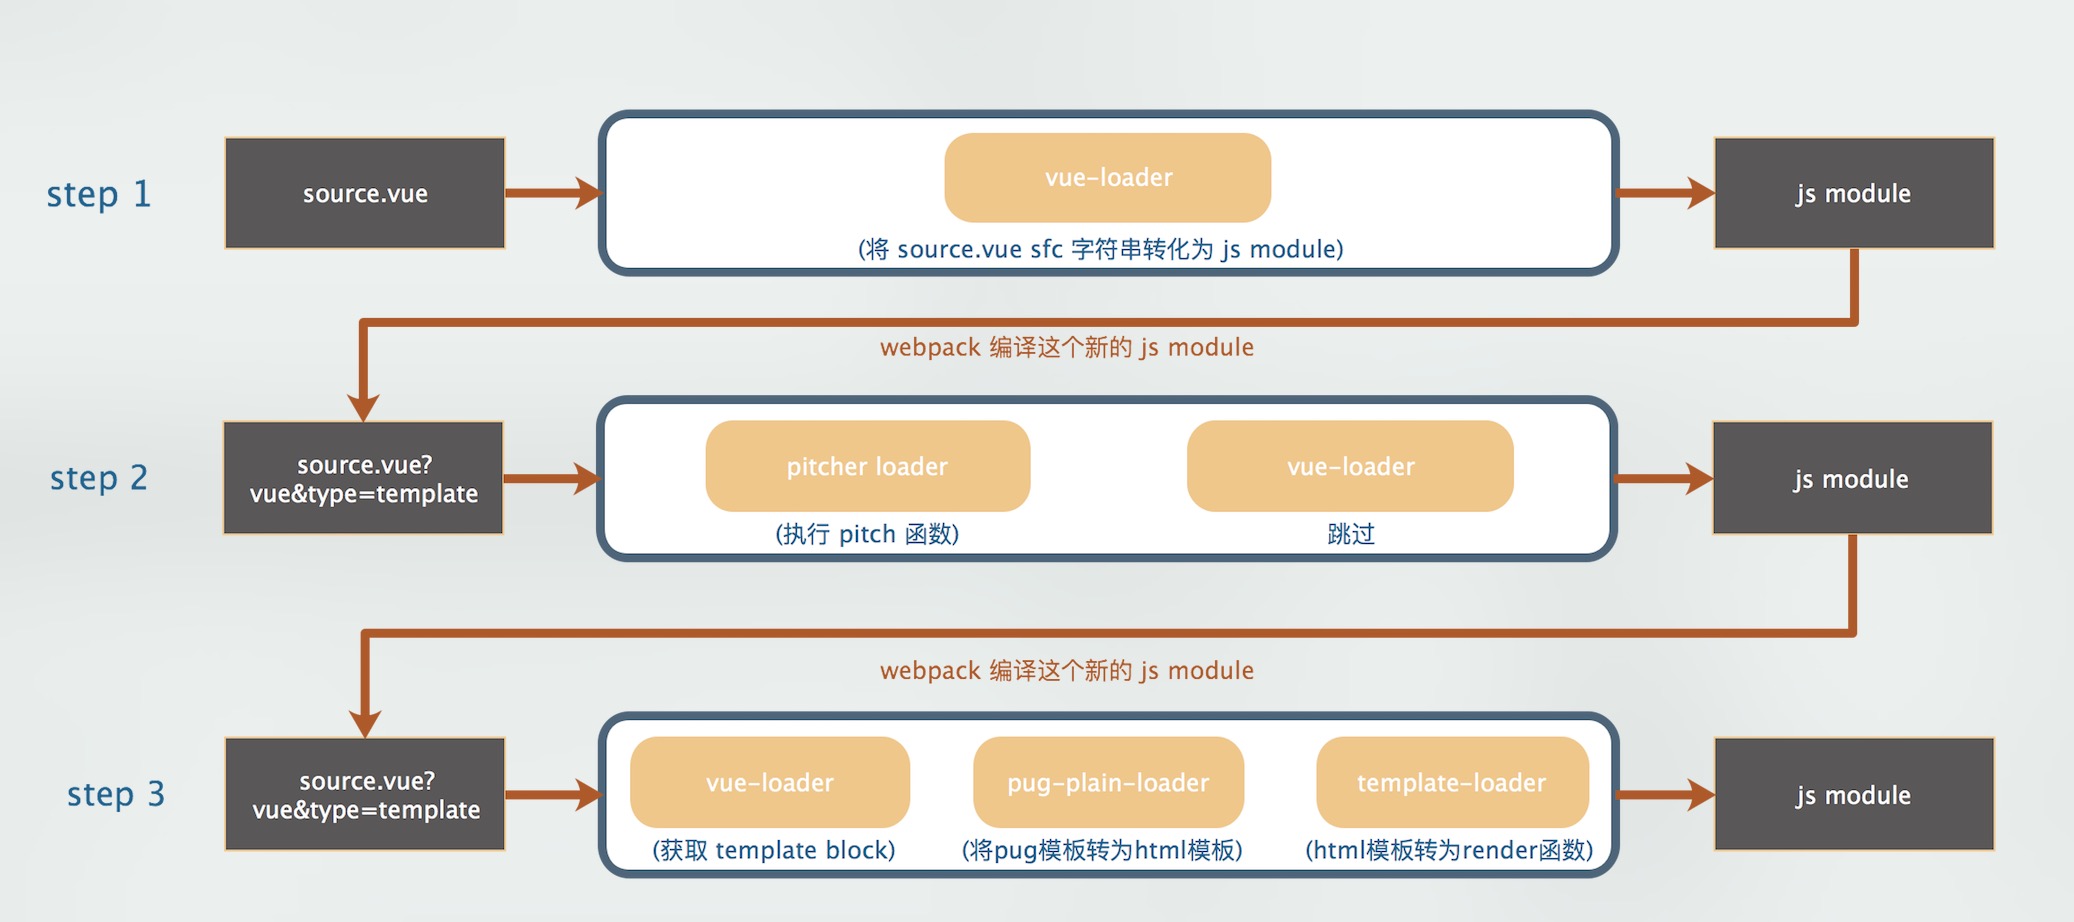 step 1
source.vue
vue-loader
(将 source.vue sfc 字符串转化为 js module)
js module
webpack 编译这个新的 js module
step 2
source.vue?
vue&type=template
pitcher loader
(执行 pitch 函数)
vue-loader
跳过
js module
webpack 编译这个新的 js module
step 3
source.vue?
vue&type=template
vue-loader
(获取 template block)
pug-plain-loader
(将pug模板转为html模板)
template-loader
(html模板转为render函数)
js module